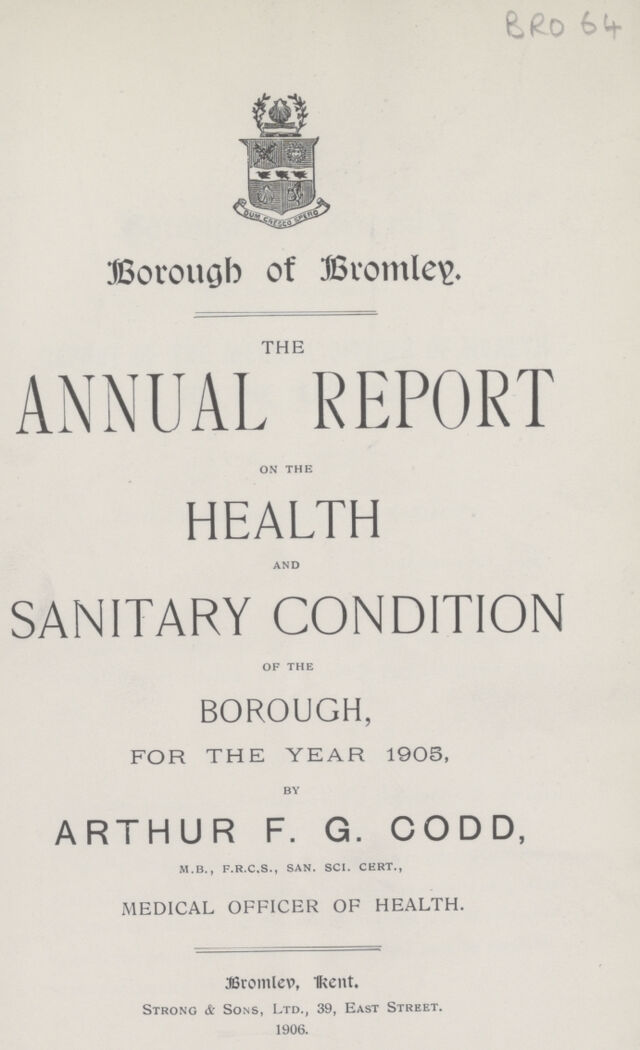 BRO 64
DUM CRESCO SPERO
Borough of Bromley.
THE
ANNUAL REPORT
ON THE
HEALTH
AND
SANITARY CONDITION
OF THE
BOROUGH,
FOR THE YEAR 1905,
BY
ARTHUR F. G. CODD,
M.B., F.R.C.S., SAN. SCI. CERT.,
MEDICAL OFFICER OF HEALTH.
Bromley, Kent.
STRONG & SONS, LTD., 39, EAST STREET.
1906.